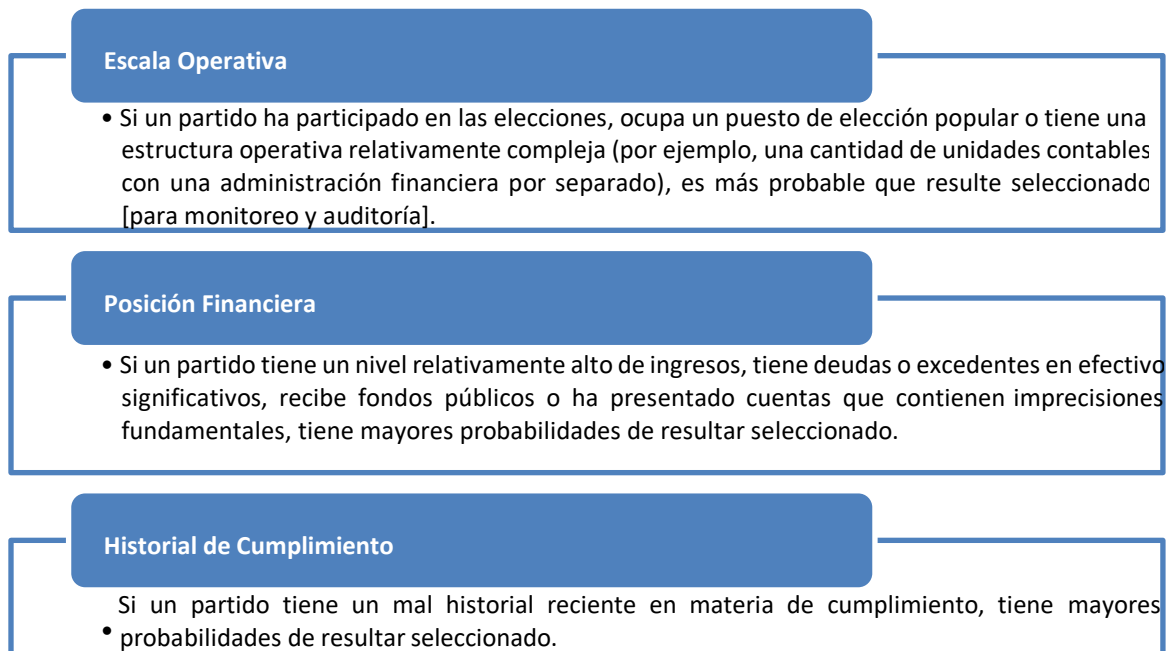 Escala Operativa
• Si un partido ha participado en las elecciones, ocupa un puesto de elección popular o tiene una
estructura operativa relativamente compleja (por ejemplo, una cantidad de unidades contables
con una administración financiera por separado), es más probable que resulte seleccionado
[para monitoreo y auditoría].
Posición Financiera
• Si un partido tiene un nivel relativamente alto de ingresos, tiene deudas o excedentes en efectivo
significativos, recibe fondos públicos o ha presentado cuentas que contienen imprecisiones
fundamentales, tiene mayores probabilidades de resultar seleccionado.
Historial de Cumplimiento
Si un partido tiene un mal historial reciente en materia de cumplimiento, tiene mayores
• probabilidades de resultar seleccionado.